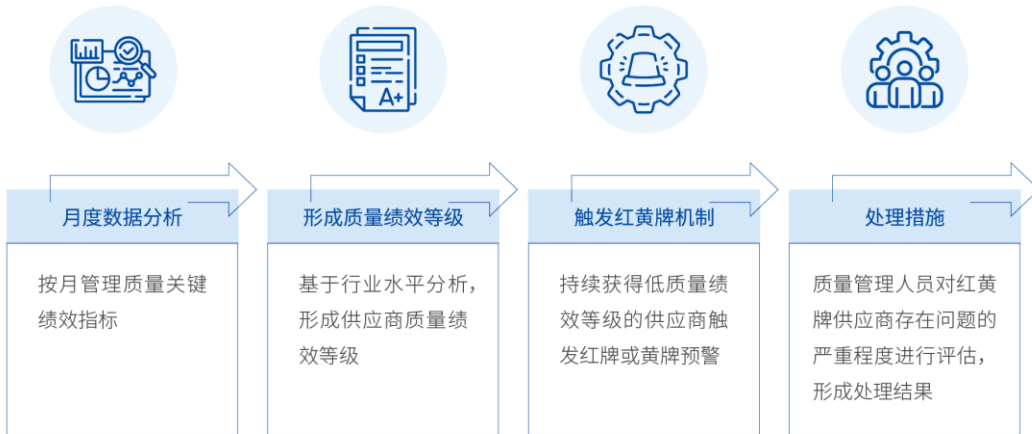 A+
月度数据分析
按月管理质量关键
绩效指标
形成质量绩效等级
基于行业水平分析，
形成供应商质量绩
效等级
触发红黄牌机制
持续获得低质量绩
效等级的供应商触
发红牌或黄牌预警
处理措施
质量管理人员对红黄
牌供应商存在问题的
严重程度进行评估，
形成处理结果